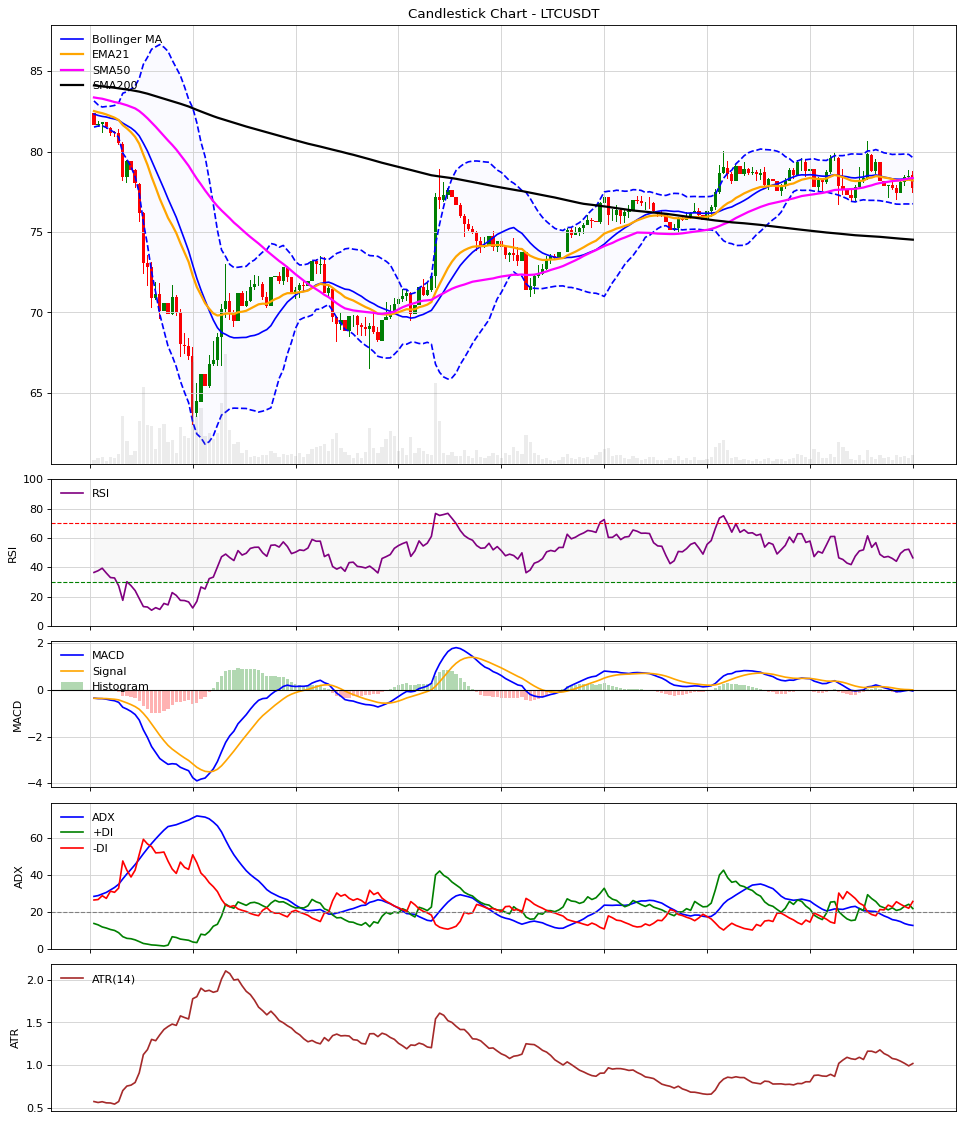 Candlestick Chart - LTCUSDT
Bollinger MA
EMA21
SMA50
SMA200
85
80
75
70
65
RSI
100
80
60
40
20
0
RSI
MACD
Signal
Histogram
2
0
−2
−4
MACD
ADX
+DI
-DI
60
40
20
0
ADX
ATR(14)
2.0
1.5
1.0
0.5
ATR